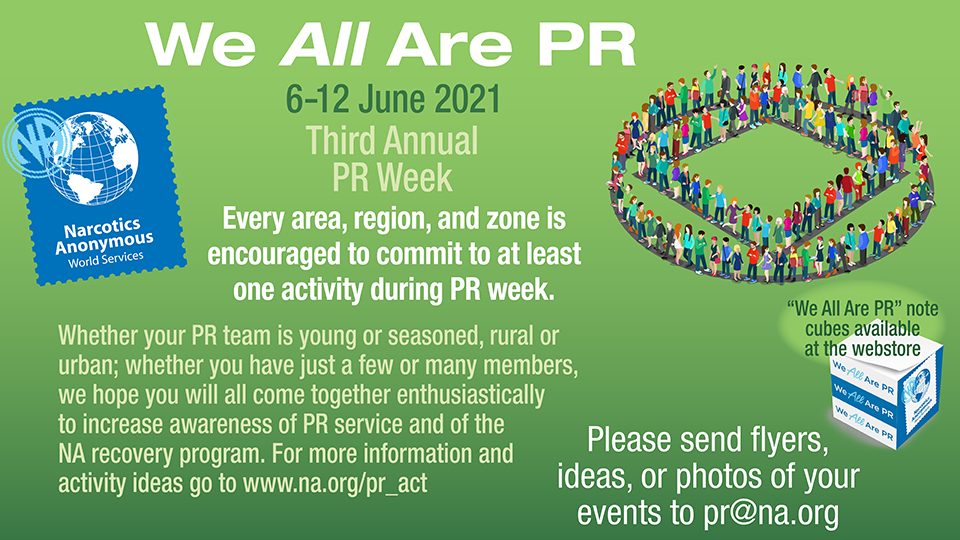 We All Are PR
6-12 June 2021
Third Annual
PR Week
NA
Narcotics
Anonymous
World Services
®
Every area, region, and zone is
encouraged to commit to at least
one activity during PR week.
Whether your PR team is young or seasoned, rural or
urban; whether you have just a few or many members,
we hope you will all come together enthusiastically
to increase awareness of PR service and of the
NA recovery program. For more information and
activity ideas go to www.na.org/pr_act
“We All Are PR” note
cubes available
at the webstore
We All Are PR
We All Are PR
We All Are PR
Narcotics
Anonymous
Please send flyers,
ideas, or photos of your
events to pr@na.org